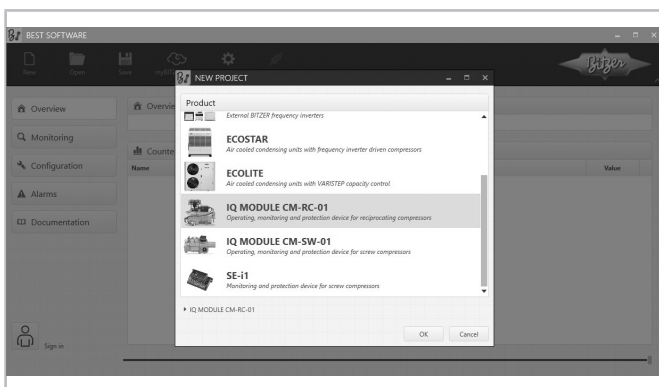 BEST SOFTWARE
New Open Save
Bitzer
NEW PROJECT
Product
External BITZER frequency inverters
ECOSTAR
Air cooled condensing units with frequency inverter driven compressors
ECOLITE
Air cooled condensing units with VARISTEP capacity control
IQ MODULE CM-RC-01
Operating, monitoring and protection device for reciprocating compressors
IQ MODULE CM-SW-01
Operating, monitoring and protection device for screw compressors
SE-i1
Monitoring and protection device for screw compressors
IQ MODULE CM-RC-01
OK Cancel
Overview
Monitoring
Configuration
Alarms
Documentation
Sign in
Overvie
Counte
Name Value